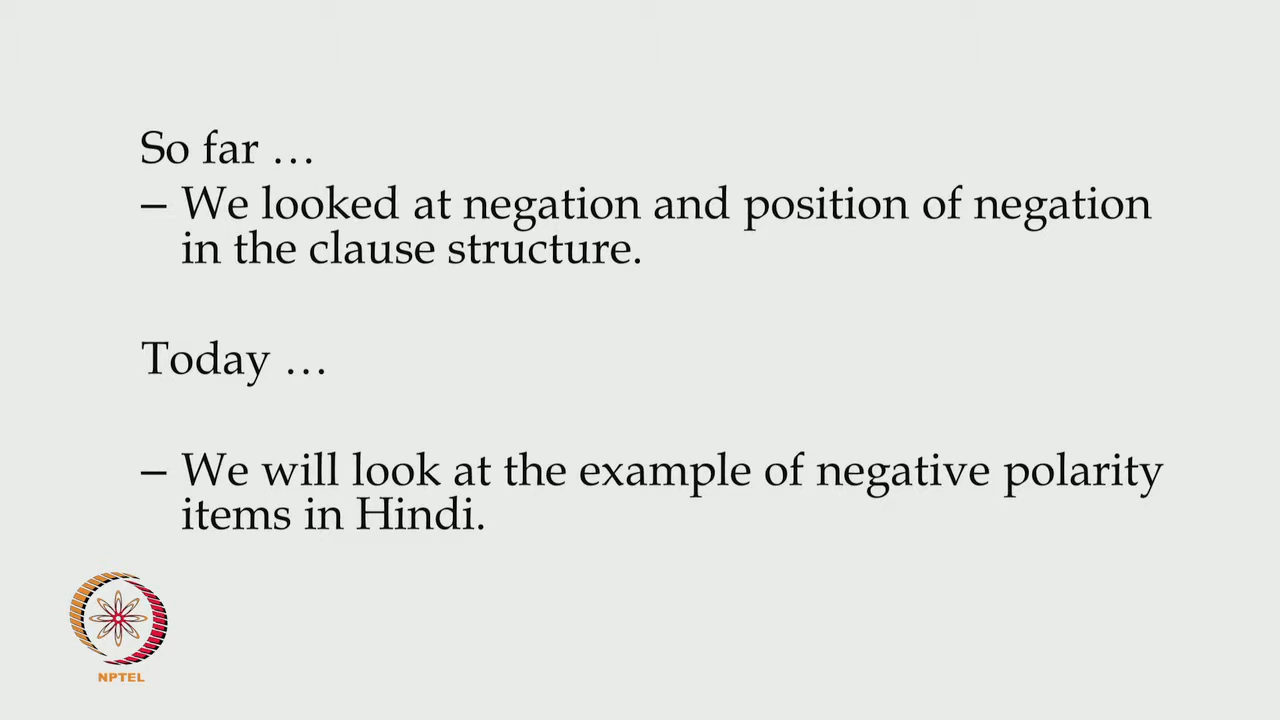 So far …
– We looked at negation and position of negation
in the clause structure.
Today …
– We will look at the example of negative polarity
items in Hindi.
NPTEL